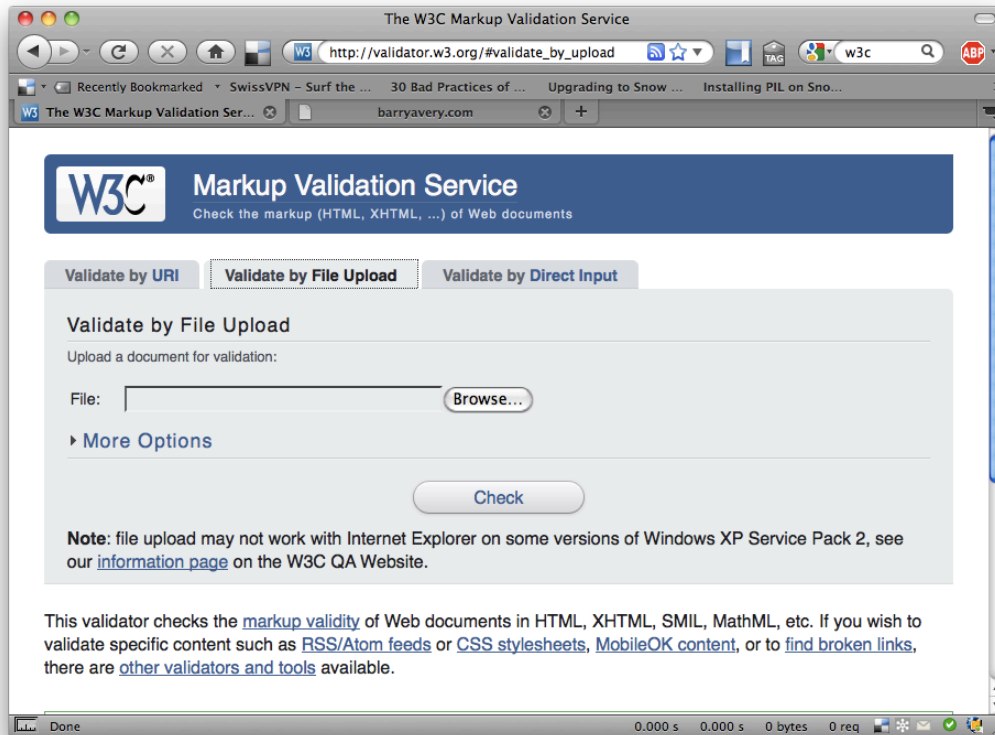 The W3C Markup Validation Service
W3 http://validator.w3.org/#validate_by_upload TAG w3c ABP
Recently Bookmarked SwissVPN – Surf the ... 30 Bad Practices of ... Upgrading to Snow ... Installing PIL on Sno...
W3 The W3C Markup Validation Ser... barryavery.com +
W3C® Markup Validation Service
Check the markup (HTML, XHTML, ...) of Web documents
Validate by URI Validate by File Upload Validate by Direct Input
Validate by File Upload
Upload a document for validation:
File: Browse...
More Options
Check
Note: file upload may not work with Internet Explorer on some versions of Windows XP Service Pack 2, see
our information page on the W3C QA Website.
This validator checks the markup validity of Web documents in HTML, XHTML, SMIL, MathML, etc. If you wish to
validate specific content such as RSS/Atom feeds or CSS stylesheets, MobileOK content, or to find broken links,
there are other validators and tools available.
Done 0.000 s 0.000 s 0 bytes 0 req